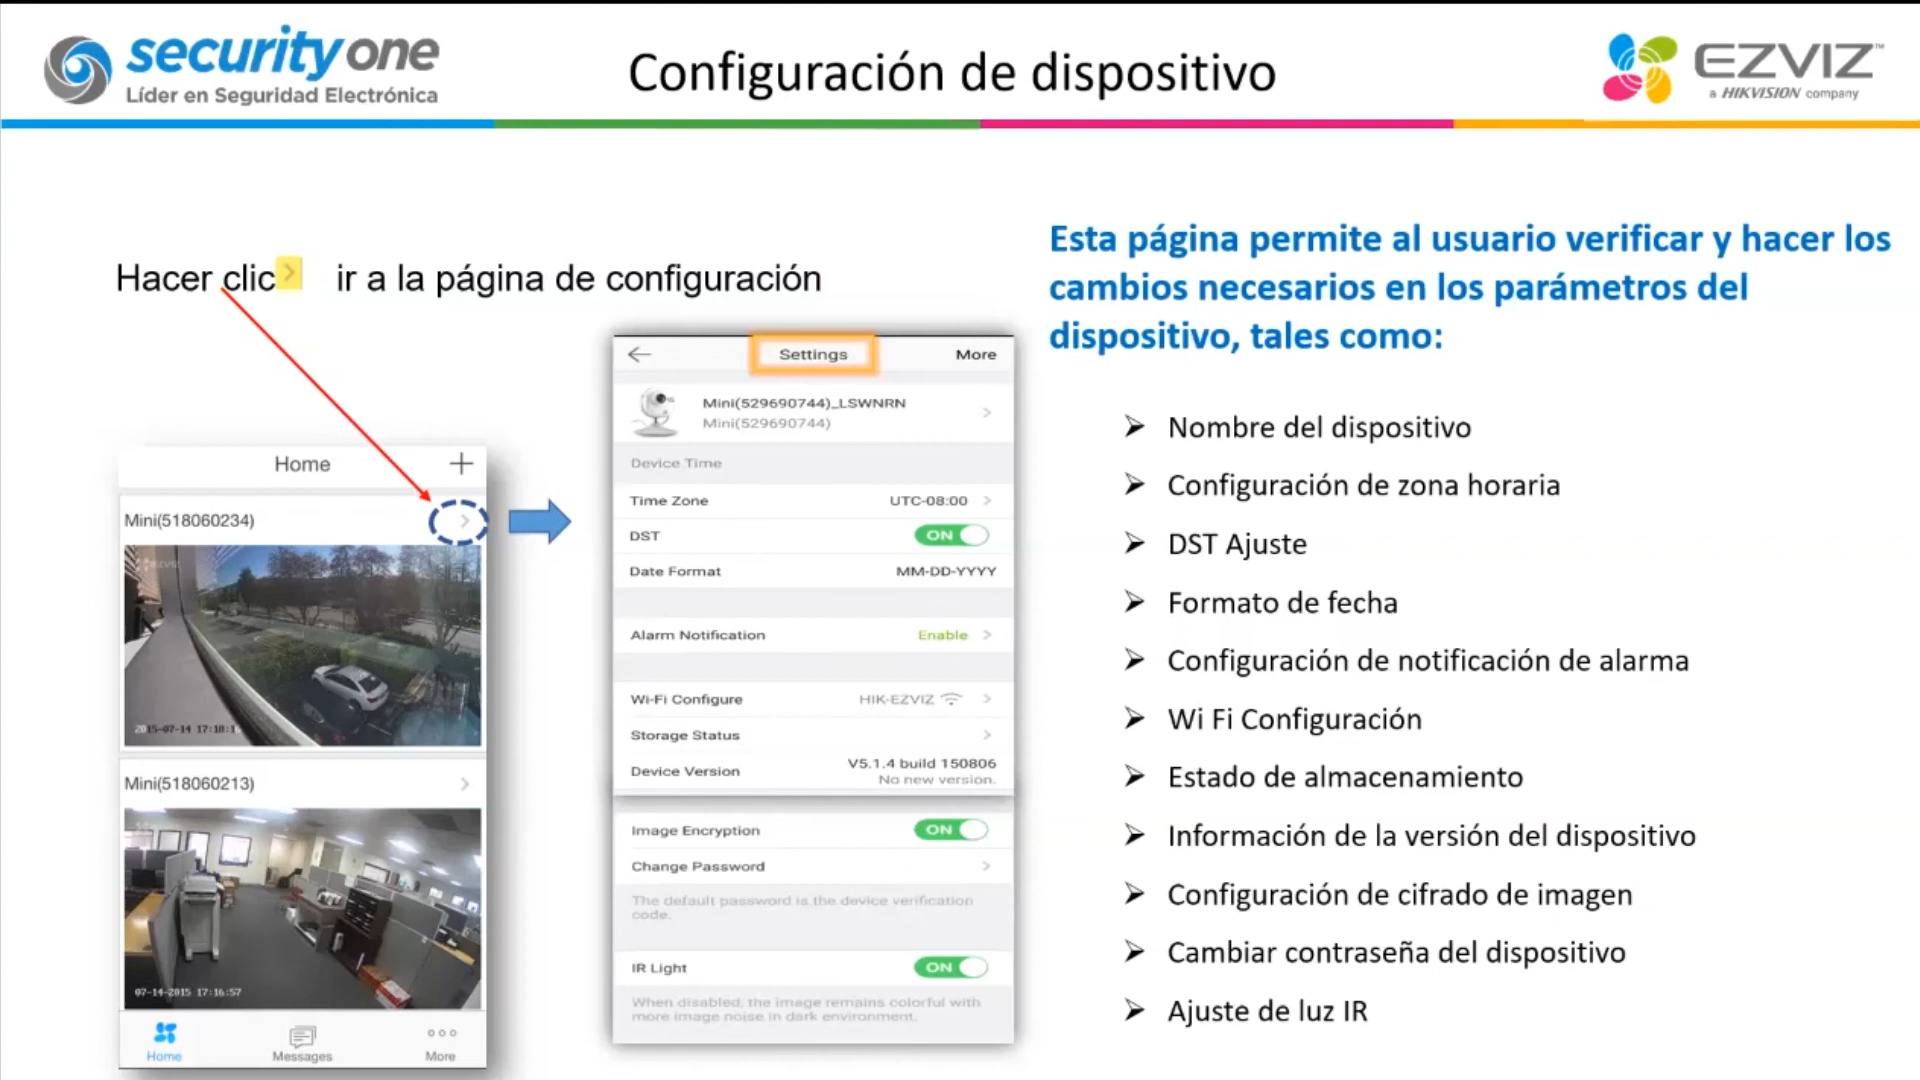 securityone
Líder en Seguridad Electrónica
Configuración de dispositivo
EZVIZ™
a HIKVISION company
Hacer clic > ir a la página de configuración
Home +
Mini(518060234) >
EZVIZ
Mini(518060213) >
07-14-2015 17:16:57
Home Messages More
Settings More
Mini(529690744)_LSWNRN >
Mini(529690744)
Device Time
Time Zone UTC-08:00 >
DST ON
Date Format MM-DD-YYYY
Alarm Notification Enable >
Wi-Fi Configure HIK-EZVIZ >
Storage Status >
Device Version V5.1.4 build 150806
No new version.
Image Encryption ON
Change Password >
The default password is the device verification
code.
IR Light ON
When disabled, the image remains colorful with
more image noise in dark environment.
Esta página permite al usuario verificar y hacer los
cambios necesarios en los parámetros del
dispositivo, tales como:
➢ Nombre del dispositivo
➢ Configuración de zona horaria
➢ DST Ajuste
➢ Formato de fecha
➢ Configuración de notificación de alarma
➢ Wi Fi Configuración
➢ Estado de almacenamiento
➢ Información de la versión del dispositivo
➢ Configuración de cifrado de imagen
➢ Cambiar contraseña del dispositivo
➢ Ajuste de luz IR